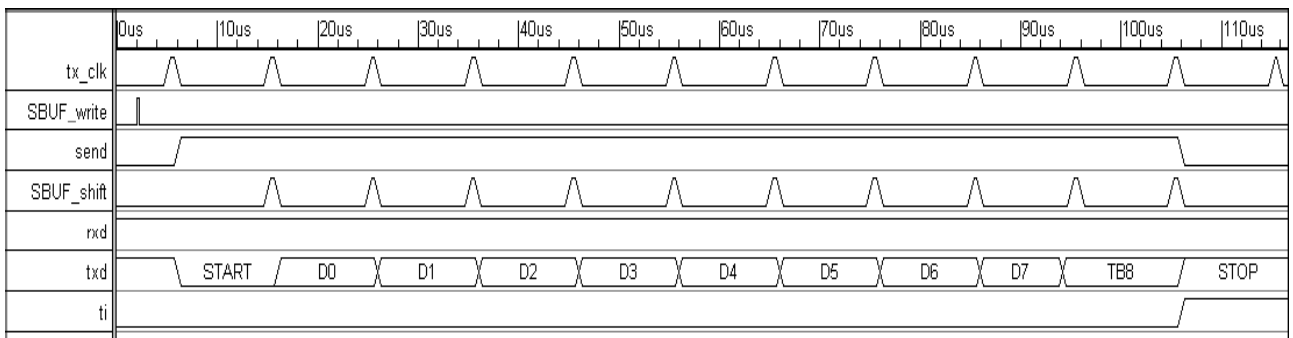 0us 10us 20us 30us 40us 50us 60us 70us 80us 90us 100us 110us
tx_clk
SBUF_write
send
SBUF_shift
rxd
txd START D0 D1 D2 D3 D4 D5 D6 D7 TB8 STOP
ti